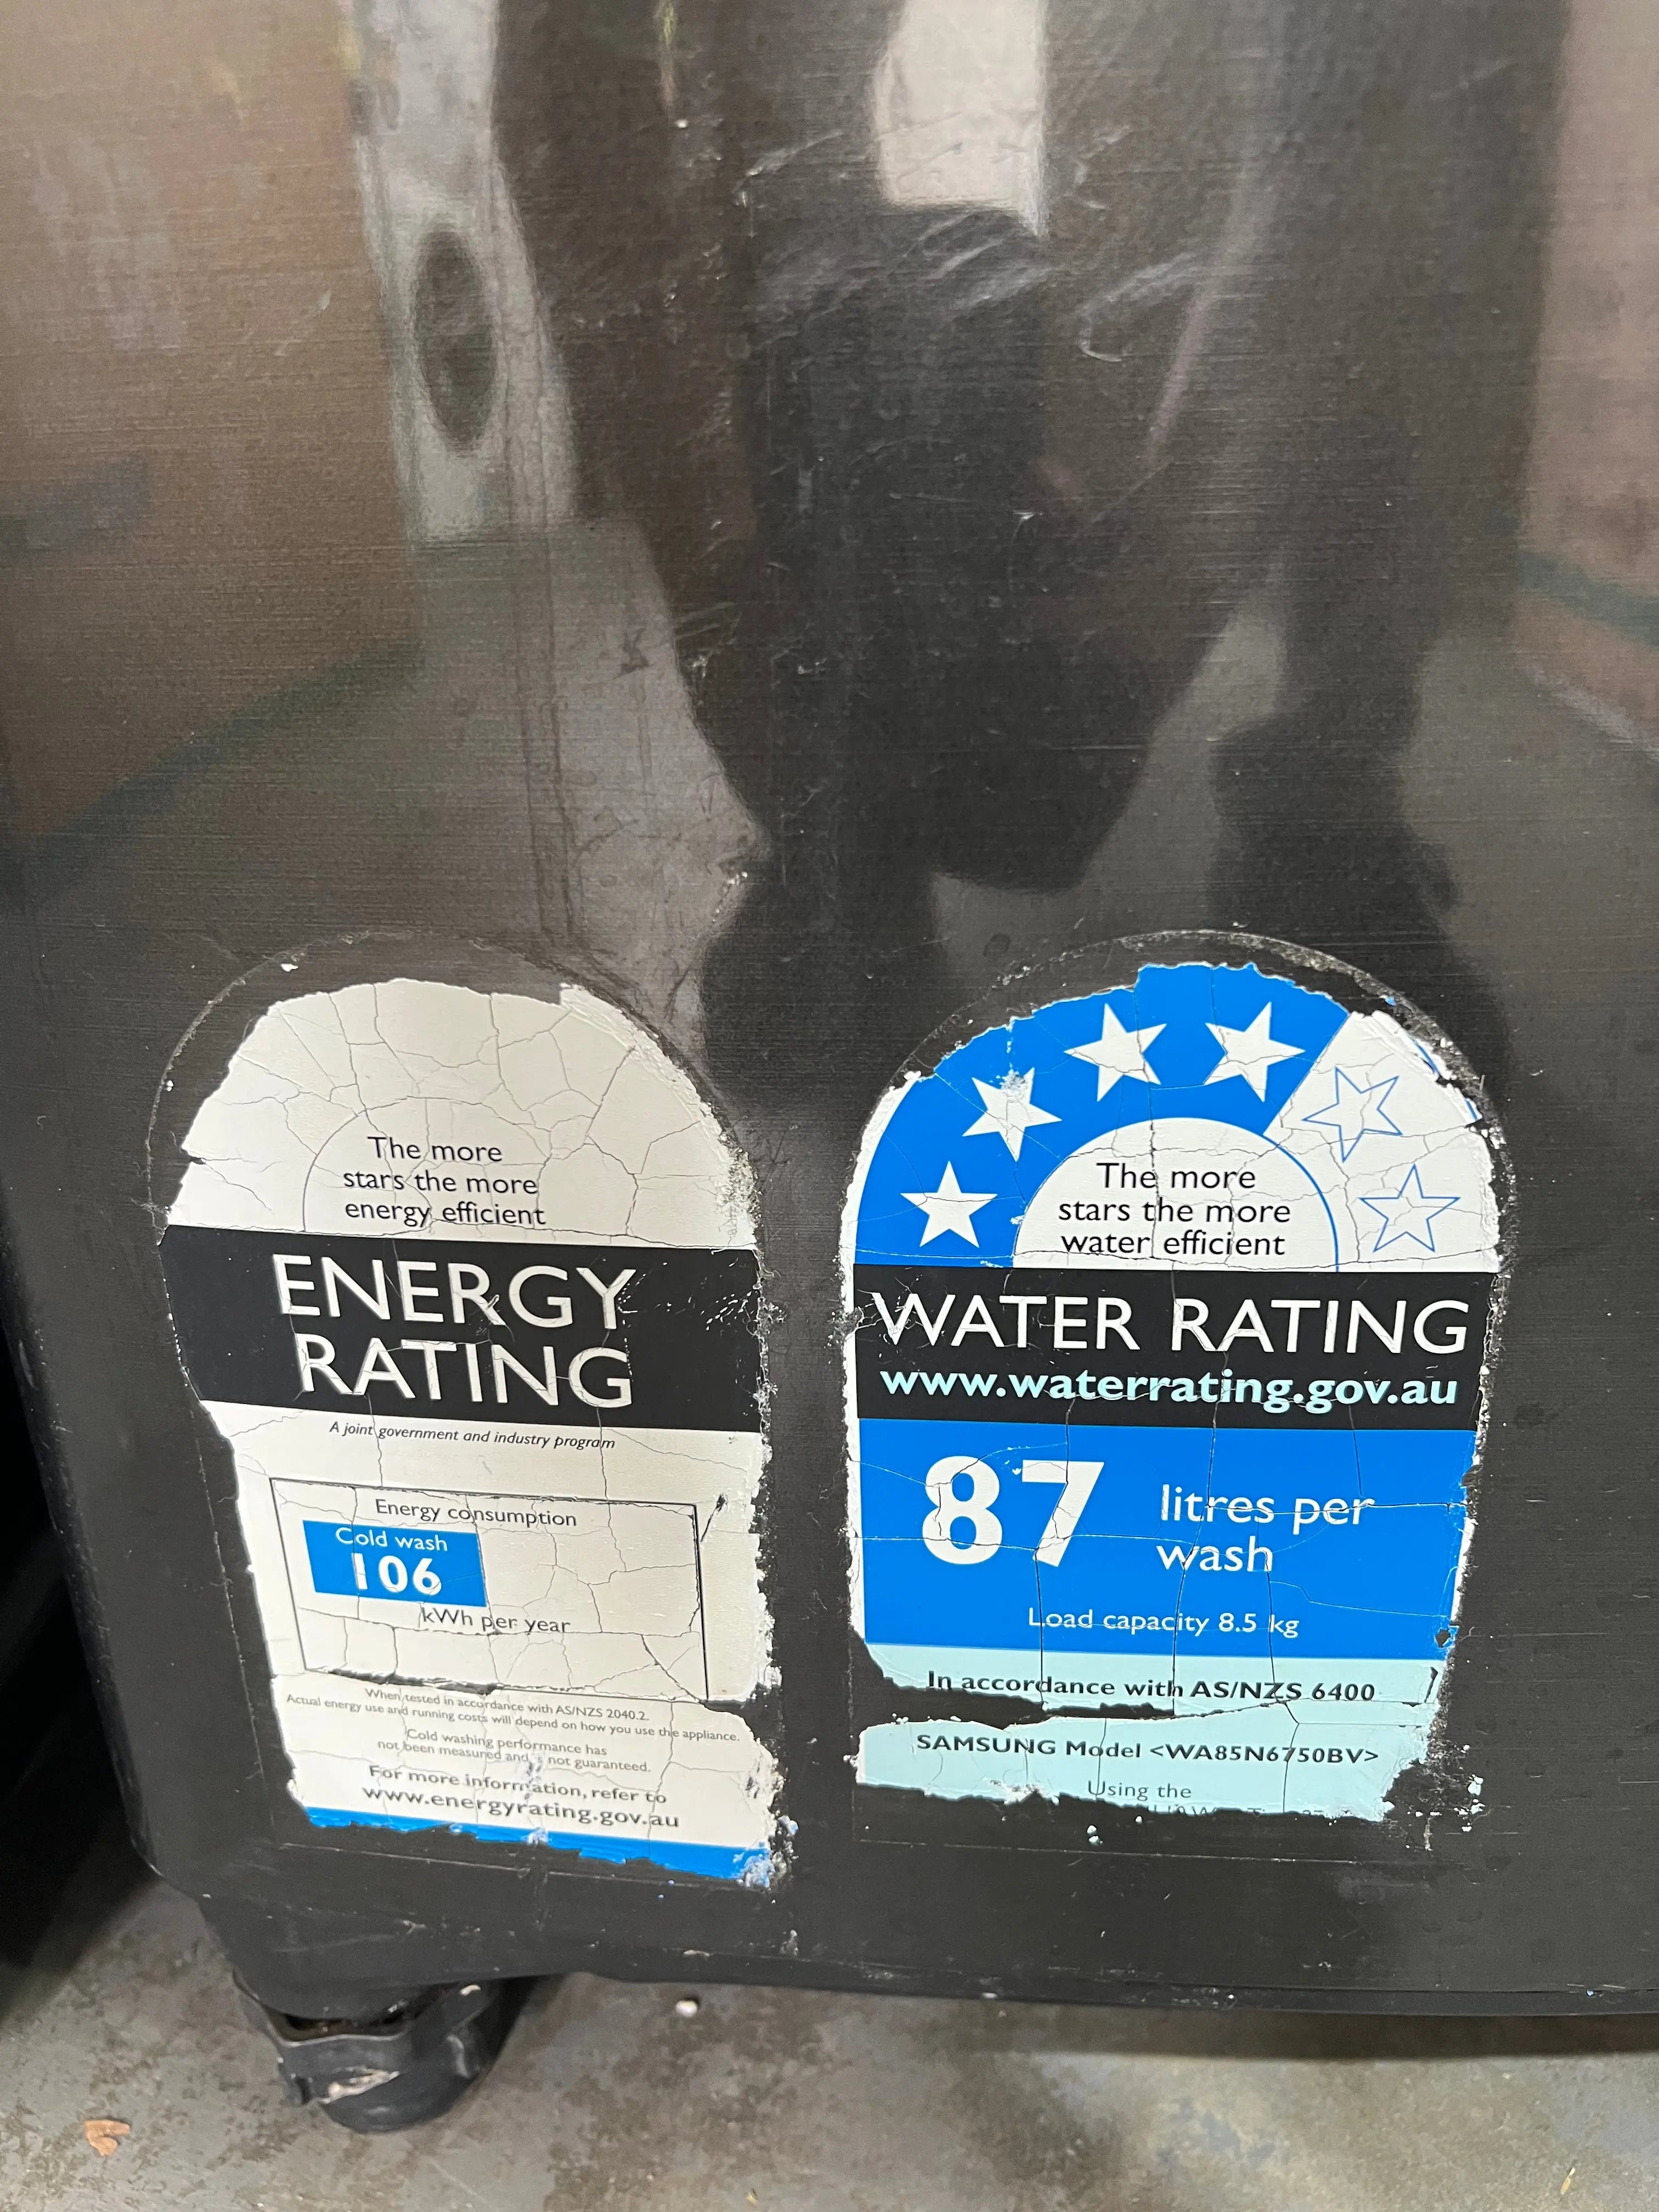 The more
stars the more
energy efficient
ENERGY
RATING
A joint government and industry program
Energy consumption
Cold wash
106
kWh per year
When tested in accordance with AS/NZS 2040.2.
Actual energy use and running costs will depend on how you use the appliance.
Cold washing performance has
not been measured and is not guaranteed.
For more information, refer to
www.energyrating.gov.au
The more
stars the more
water efficient
WATER RATING
www.waterrating.gov.au
87 litres per
wash
Load capacity 8.5 kg
In accordance with AS/NZS 6400
SAMSUNG Model <WA85N6750BV>
Using the